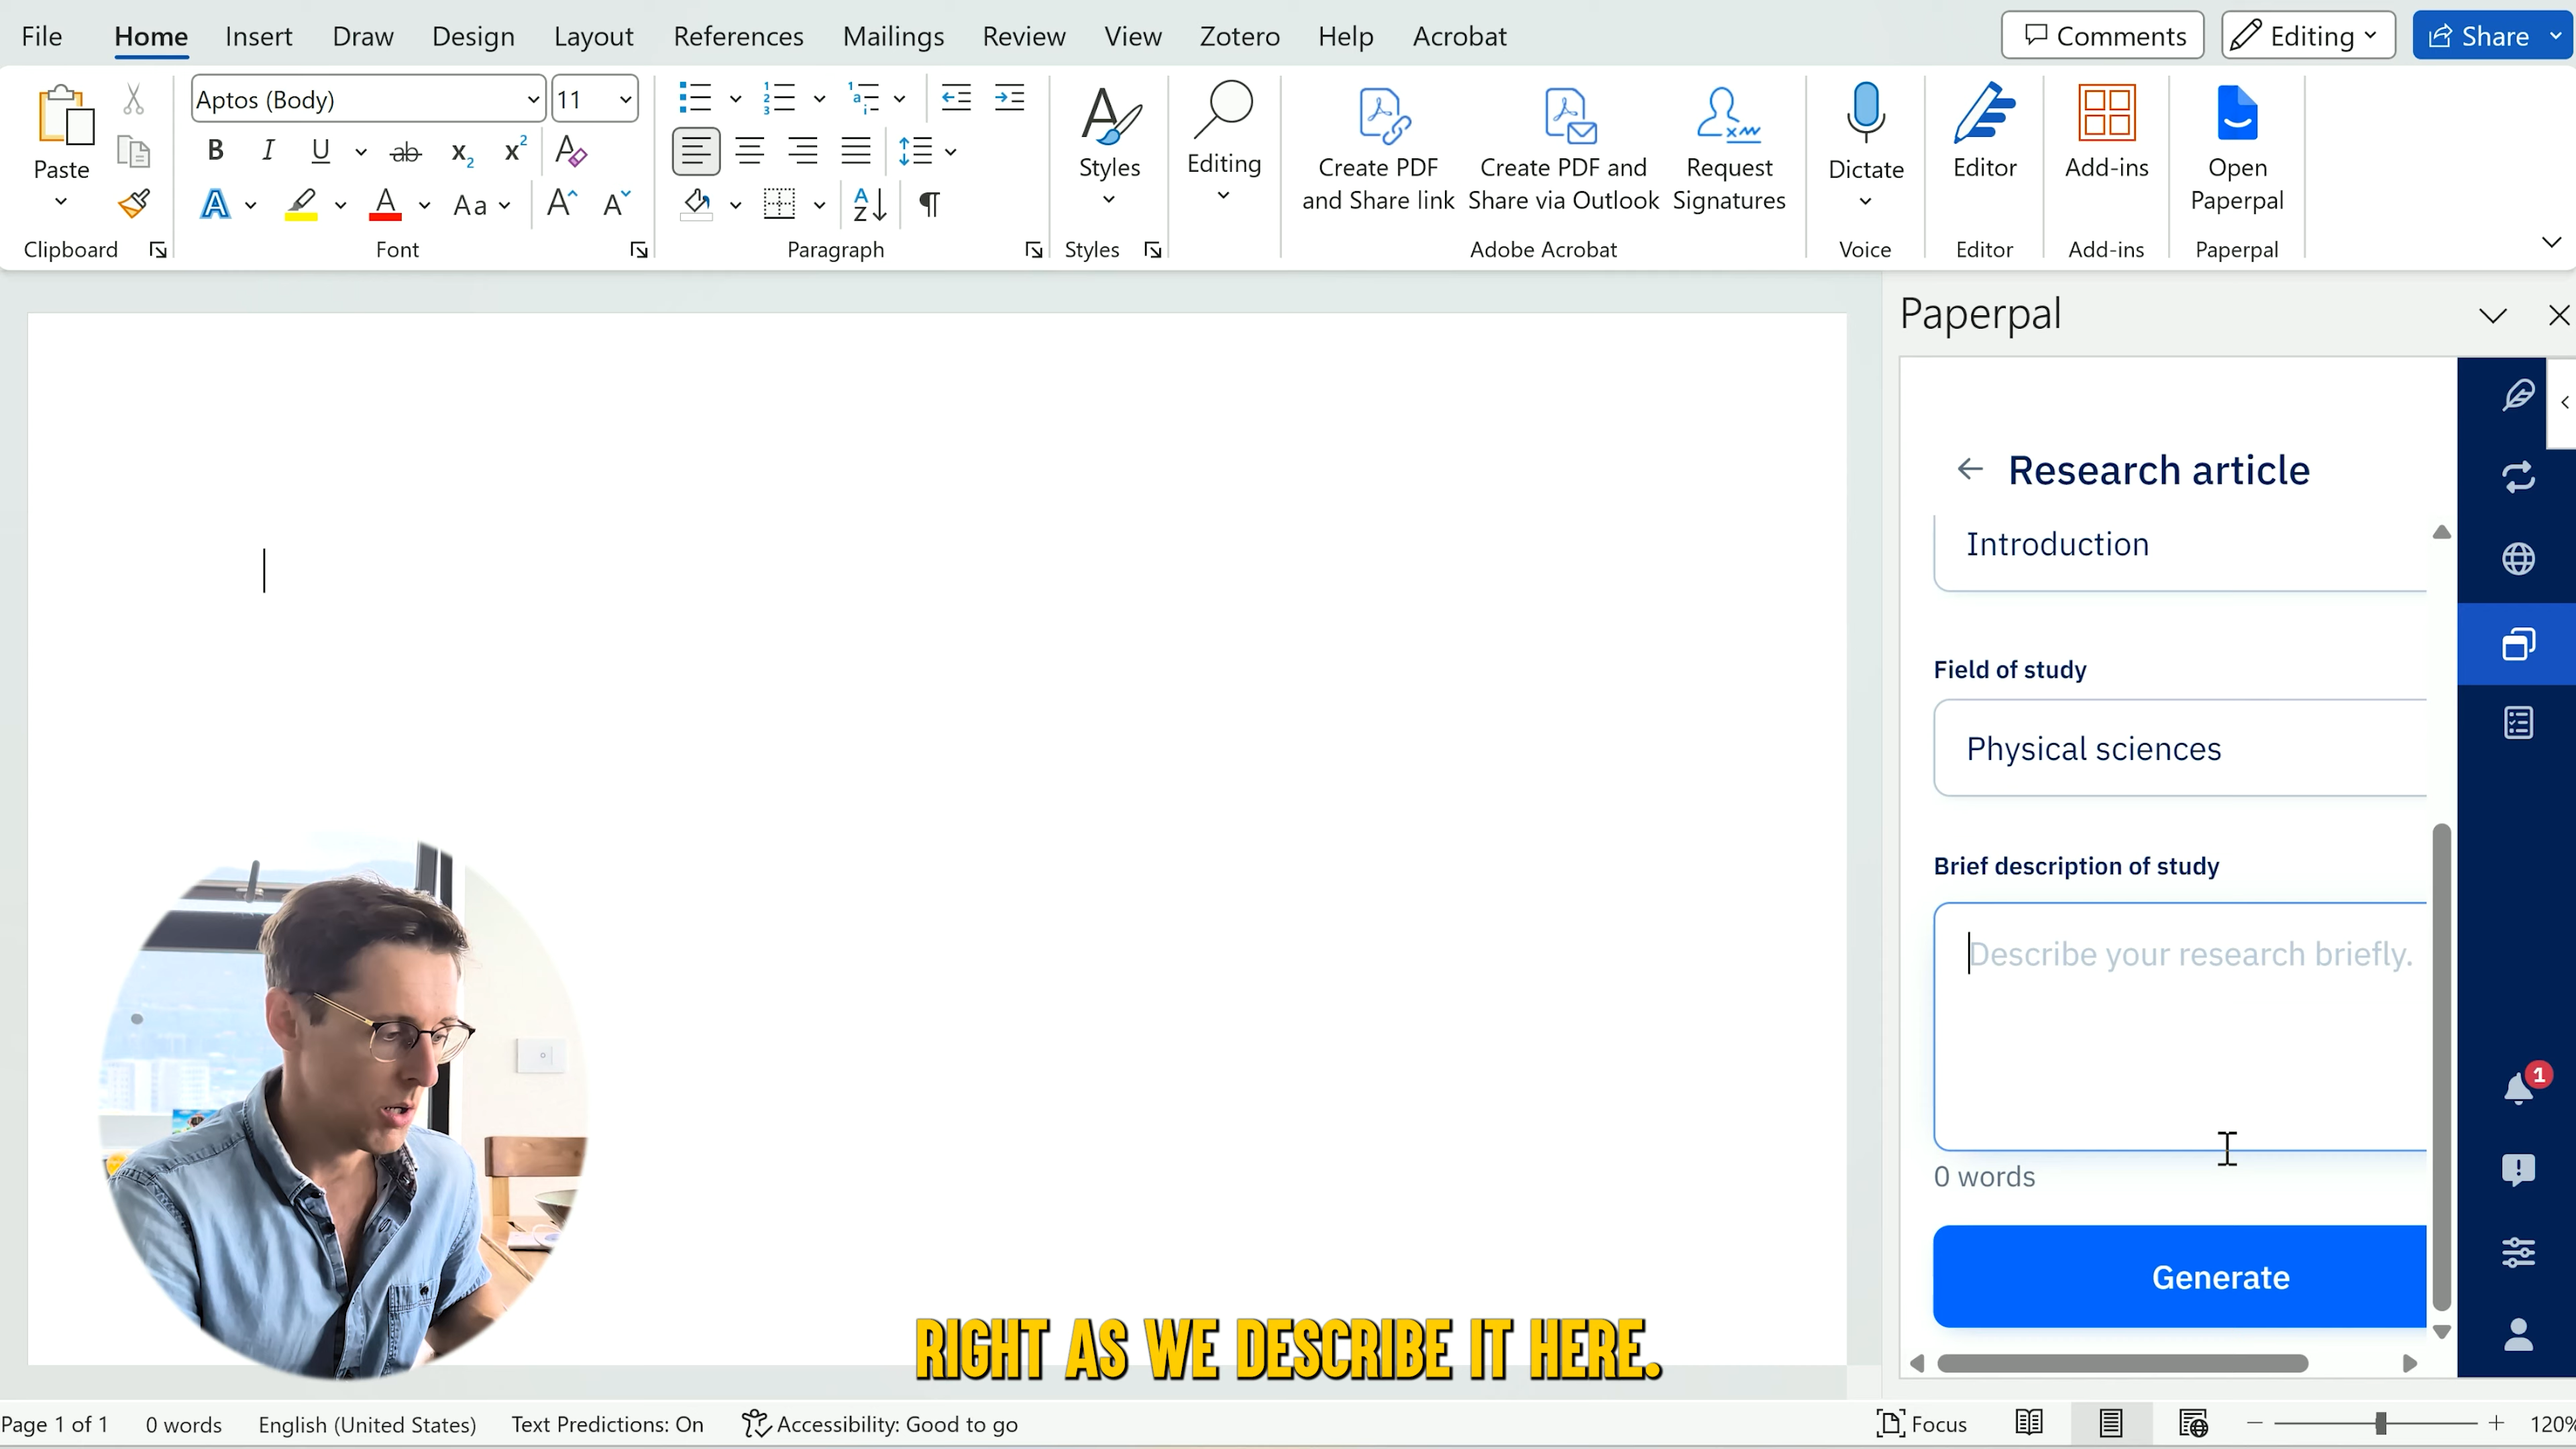 File Home Insert Draw Design Layout References Mailings Review View Zotero Help Acrobat Comments Editing Share
Aptos (Body) 11
Paste
Styles
Editing
Create PDF and Share link
Create PDF and Share via Outlook
Request Signatures
Dictate
Editor
Add-ins
Open Paperpal
Clipboard Font Paragraph Styles Adobe Acrobat Voice Editor Add-ins Paperpal
Paperpal
Research article
Introduction
Field of study
Physical sciences
Brief description of study
Describe your research briefly.
1
0 words
Generate
RIGHT AS WE DESCRIBE IT HERE.
Page 1 of 1 0 words English (United States) Text Predictions: On Accessibility: Good to go Focus 120%